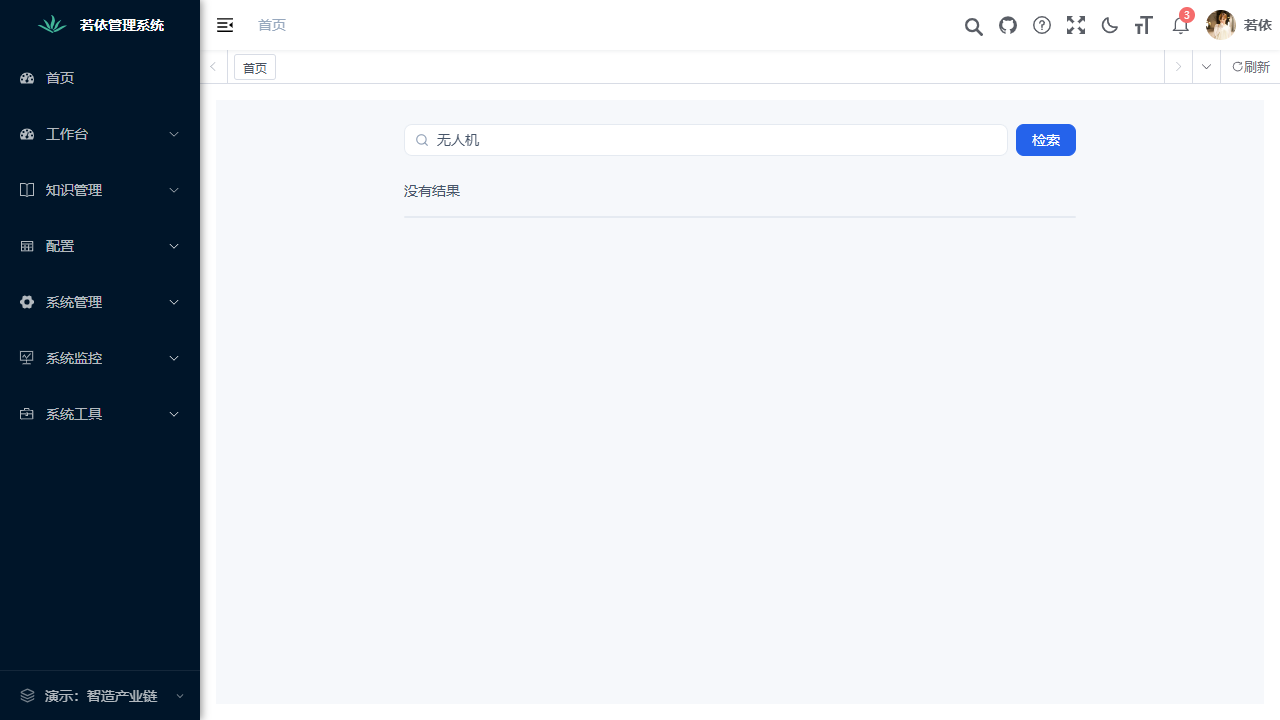 若依管理系统
首页
工作台
知识管理
配置
系统管理
系统监控
系统工具
演示：智造产业链
首页
3
若依
首页
刷新
无人机
检索
没有结果